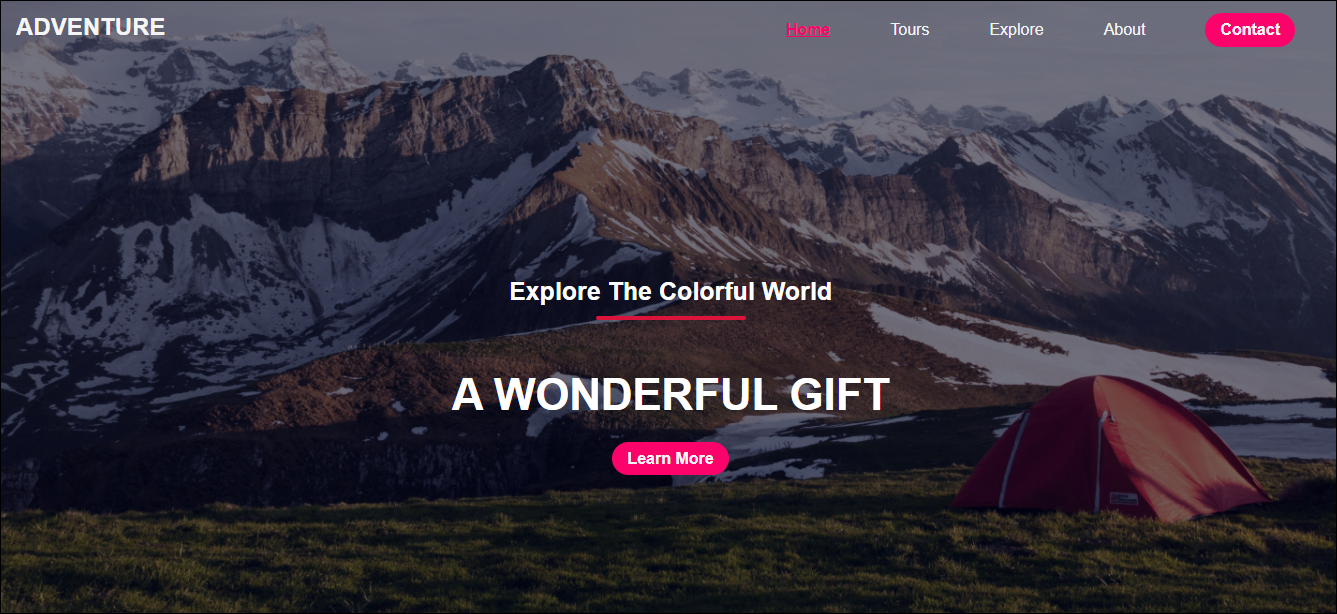 ADVENTURE
Home Tours Explore About Contact
Explore The Colorful World
A WONDERFUL GIFT
Learn More